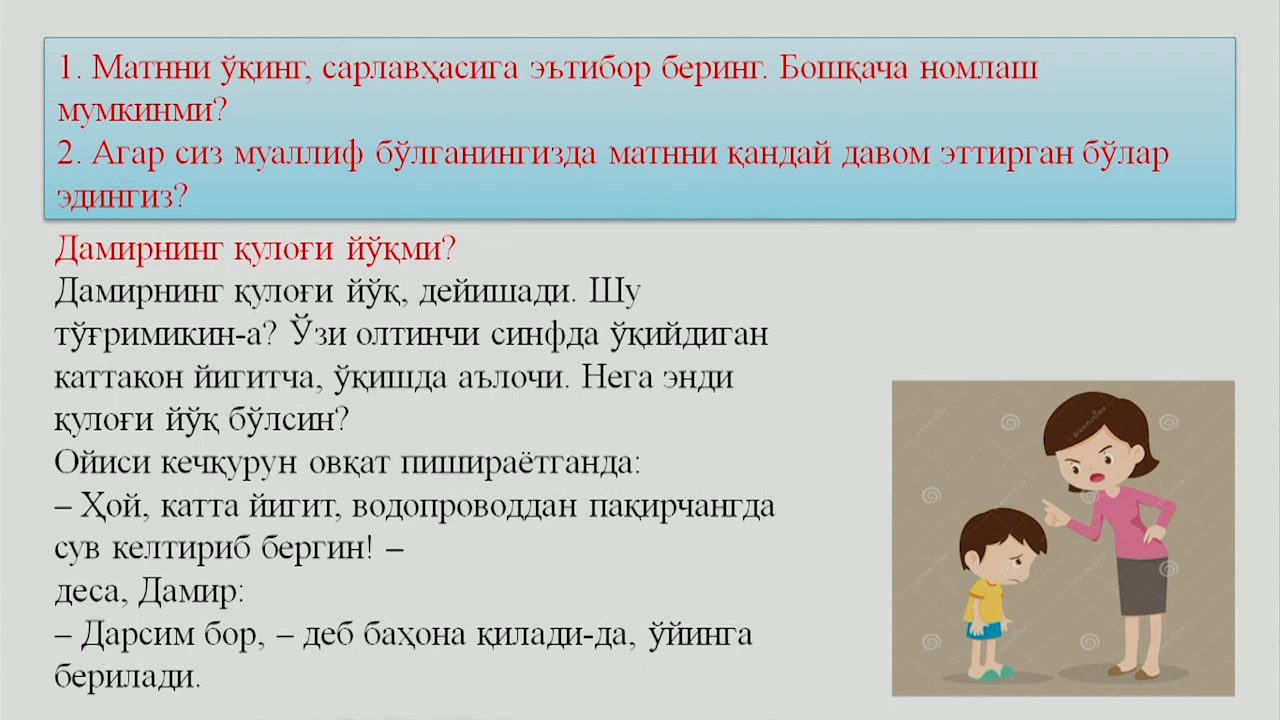 1. Матнни ўқинг, сарлавҳасига эътибор беринг. Бошқача номлаш
мумкинми?
2. Агар сиз муаллиф бўлганингизда матнни қандай давом эттирган бўлар
эдингиз?
Дамирнинг қулоғи йўқми?
Дамирнинг қулоғи йўқ, дейишади. Шу
тўғримикин-а? Ўзи олтинчи синфда ўқийдиган
каттакон йигитча, ўқишда аълочи. Нега энди
қулоғи йўқ бўлсин?
Ойиси кечқурун овқат пишираётганда:
– Ҳой, катта йигит, водопроводдан пақирчангда
сув келтириб бергин! –
деса, Дамир:
– Дарсим бор, – деб баҳона қилади-да, ўйинга
берилади.